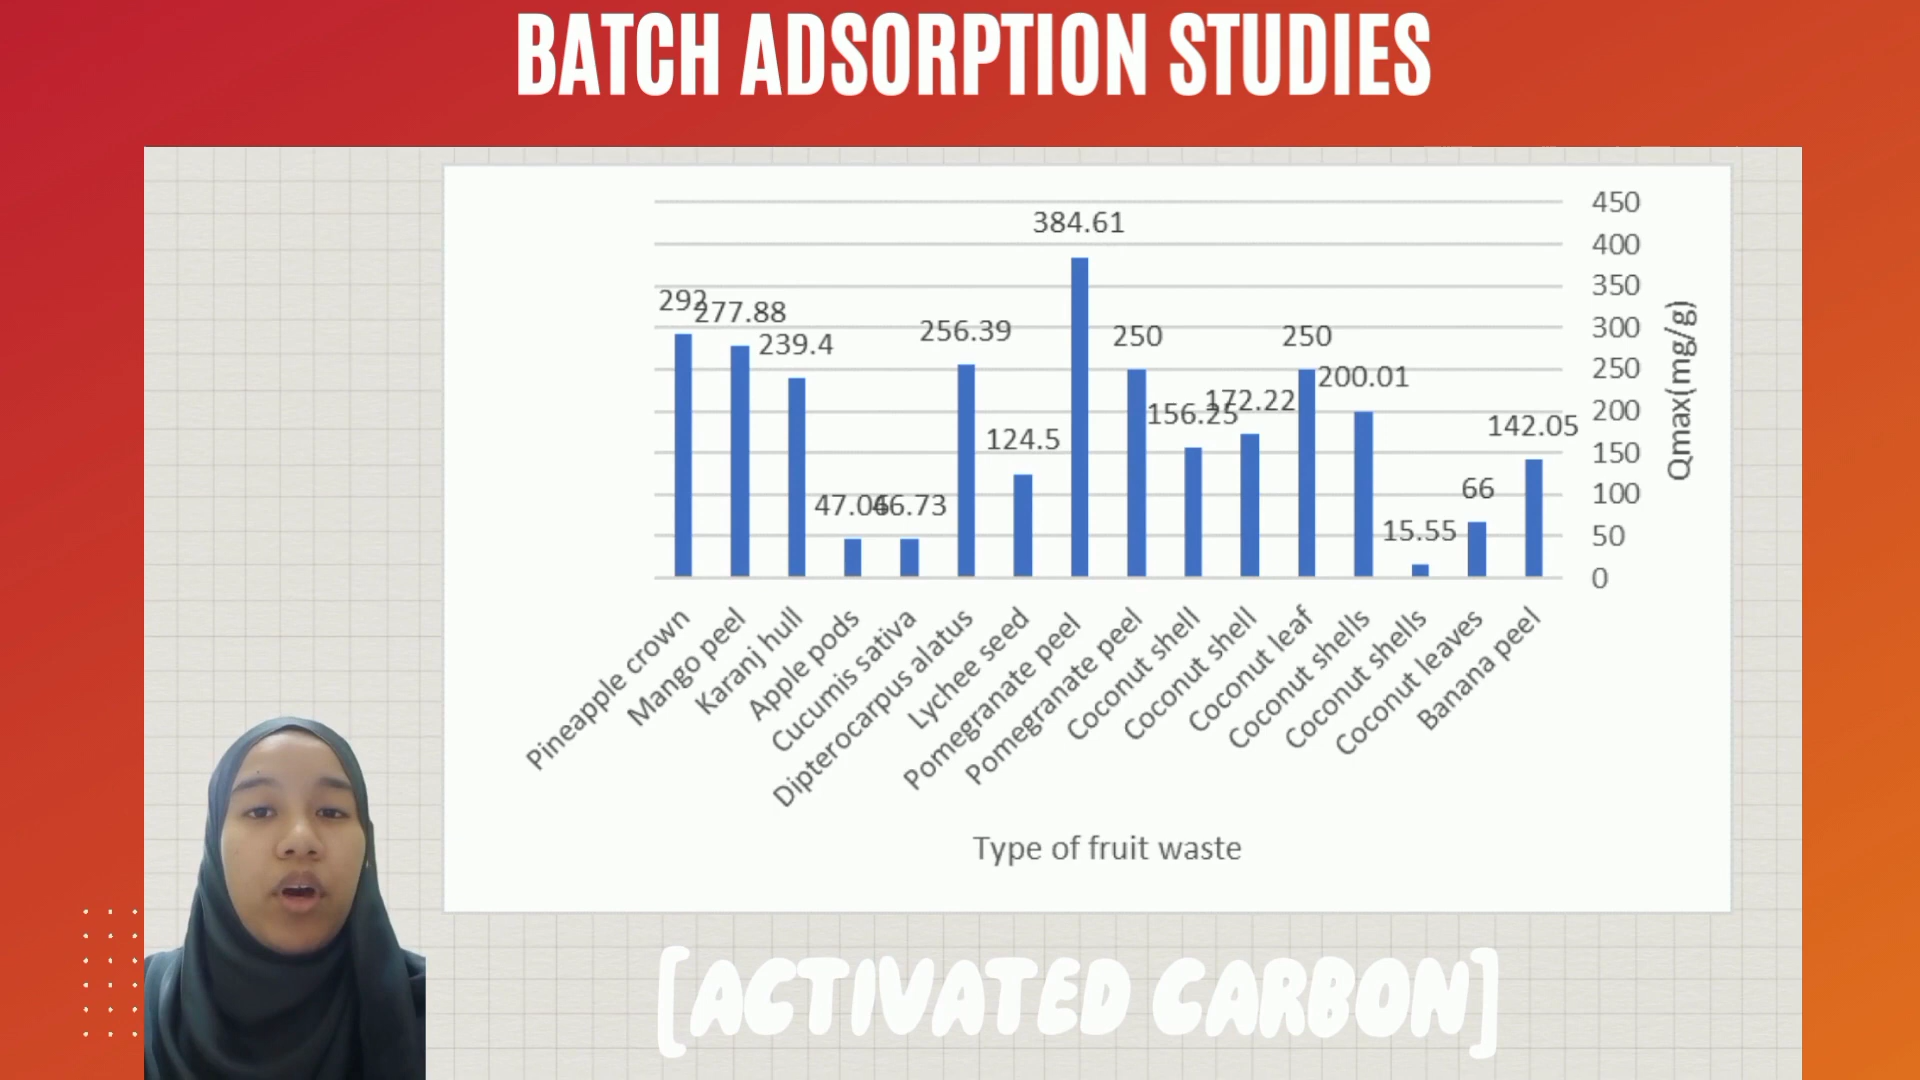 BATCH ADSORPTION STUDIES
450
400
350
300
250
200
150
100
50
0
Qmax(mg/g)
292
277.88
239.4
47.06
46.73
256.39
124.5
384.61
250
156.25
172.22
250
200.01
15.55
66
142.05
Pineapple crown
Mango peel
Karanj hull
Apple pods
Cucumis sativa
Dipterocarpus alatus
Lychee seed
Pomegranate peel
Pomegranate peel
Coconut shell
Coconut shell
Coconut leaf
Coconut shells
Coconut shells
Coconut leaves
Banana peel
Type of fruit waste
[ACTIVATED CARBON]